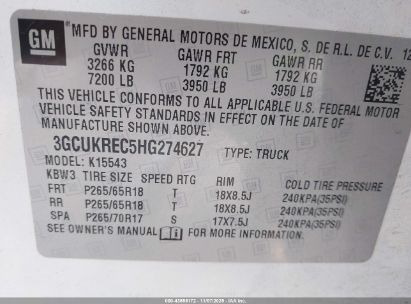 GM
MFD BY GENERAL MOTORS DE MEXICO, S. DE R.L. DE C.V. 12
GVWR GAWR FRT GAWR RR
3266 KG 1792 KG 1792 KG
7200 LB 3950 LB 3950 LB
THIS VEHICLE CONFORMS TO ALL APPLICABLE U.S. FEDERAL MOTOR
VEHICLE SAFETY STANDARDS IN EFFECT ON THE DATE OF
MANUFACTURE SHOWN ABOVE.
3GCUKREC5HG274627 TYPE: TRUCK
MODEL: K15543
KBW3 TIRE SIZE SPEED RTG RIM COLD TIRE PRESSURE
FRT P265/65R18 T 18X8.5J 240KPA(35PSI)
RR P265/65R18 T 18X8.5J 240KPA(35PSI)
SPA P265/70R17 S 17X7.5J 240KPA(35PSI)
SEE OWNER'S MANUAL FOR MORE INFORMATION.